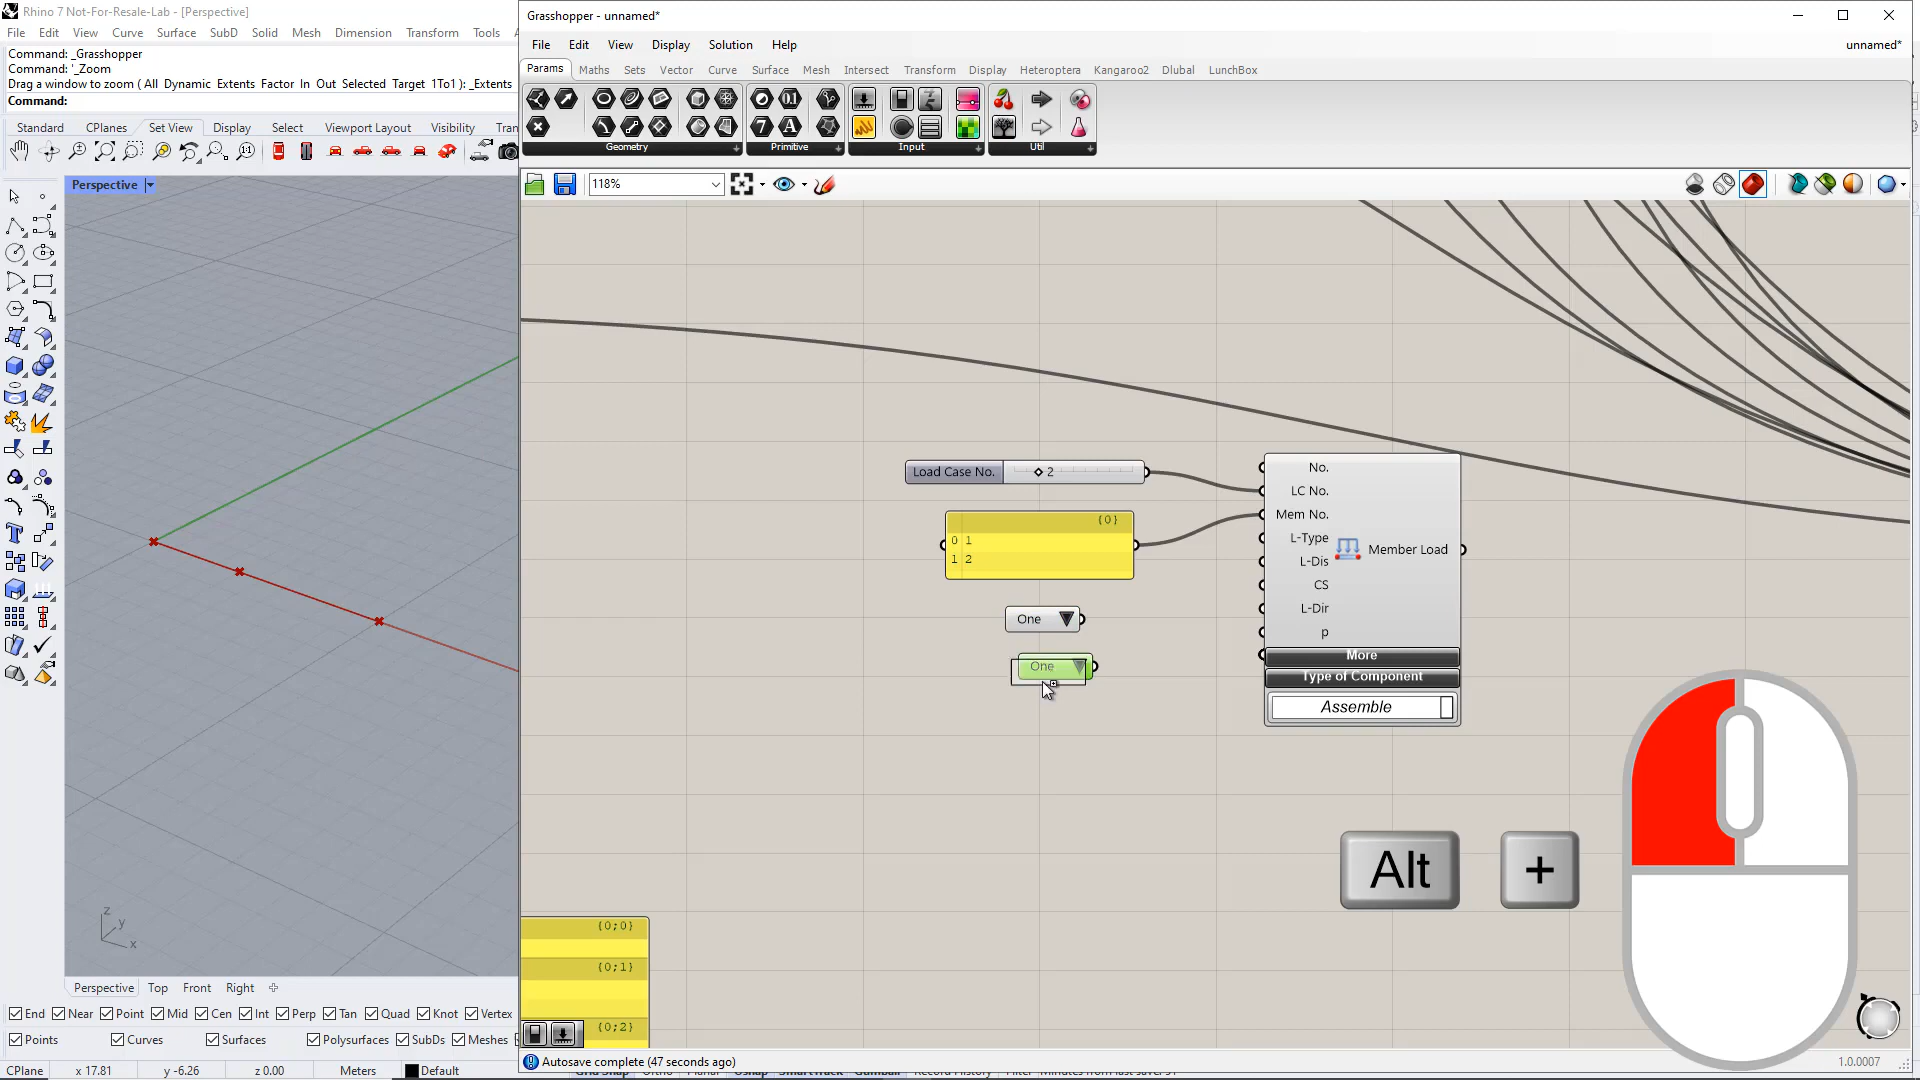 Rhino 7 Not-For-Resale-Lab - [Perspective]
File Edit View Curve Surface SubD Solid Mesh Dimension Transform Tools
Command: _Grasshopper
Command: '_Zoom
Drag a window to zoom ( All Dynamic Extents Factor In Out Selected Target 1To1 ): _Extents
Command:
Standard CPlanes Set View Display Select Viewport Layout Visibility Tran
Perspective
z
y
x
Perspective Top Front Right
End Near Point Mid Cen Int Perp Tan Quad Knot Vertex
Points Curves Surfaces Polysurfaces SubDs Meshes
CPlane x 17.81 y -6.26 z 0.00 Meters Default
Grasshopper - unnamed*
File Edit View Display Solution Help unnamed*
Params Maths Sets Vector Curve Surface Mesh Intersect Transform Display Heteroptera Kangaroo2 Dlubal LunchBox
Geometry Primitive Input Util
118%
Load Case No. 2
{0}
0 1
1 2
One
One
No.
LC No.
Mem No.
L-Type
L-Dis
CS
L-Dir
p
Member Load
More
Type of Component
Assemble
Alt +
{0;0}
{0;1}
{0;2}
Autosave complete (47 seconds ago) 1.0.0007